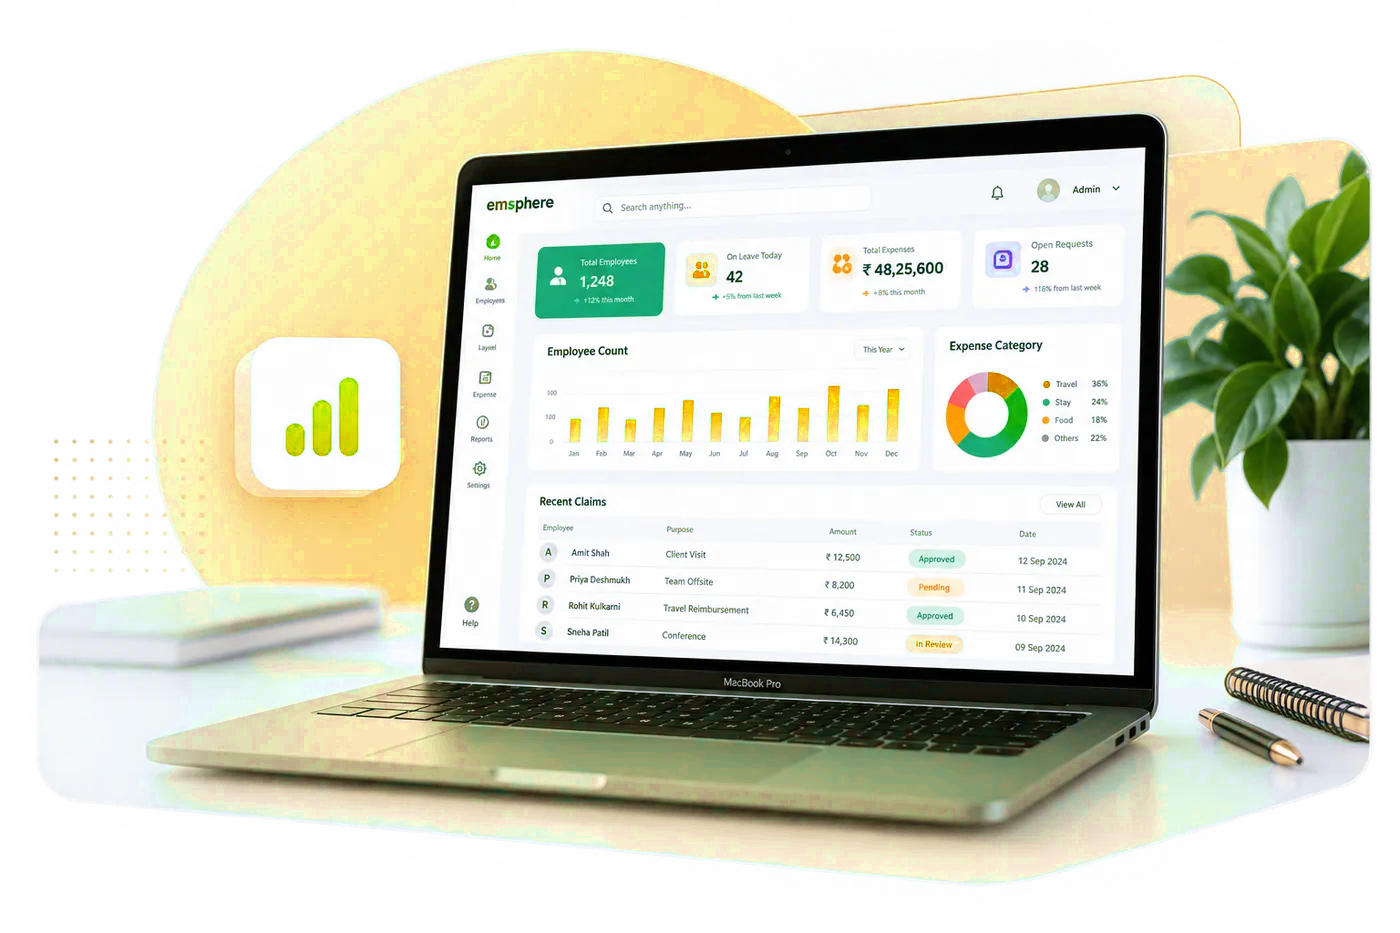 emsphere
Search anything...
Admin
Home
Employees
Layoel
Expense
Reports
Settings
Help
Total Employees
1,248
+12% this month
On Leave Today
42
+5% from last week
Total Expenses
₹ 48,25,600
+8% this month
Open Requests
28
116% from last week
Employee Count
This Year
100
100
0
Jan Feb Mar Apr May Jun Jul Aug Sep Oct Nov Dec
Expense Category
Travel 36%
Stay 24%
Food 18%
Others 22%
Recent Claims
View All
Employee Purpose Amount Status Date
A Amit Shah Client Visit ₹ 12,500 Approved 12 Sep 2024
P Priya Deshmukh Team Offsite ₹ 8,200 Pending 11 Sep 2024
R Rohit Kulkarni Travel Reimbursement ₹ 6,450 Approved 10 Sep 2024
S Sneha Patil Conference ₹ 14,300 in Review 09 Sep 2024
MacBook Pro